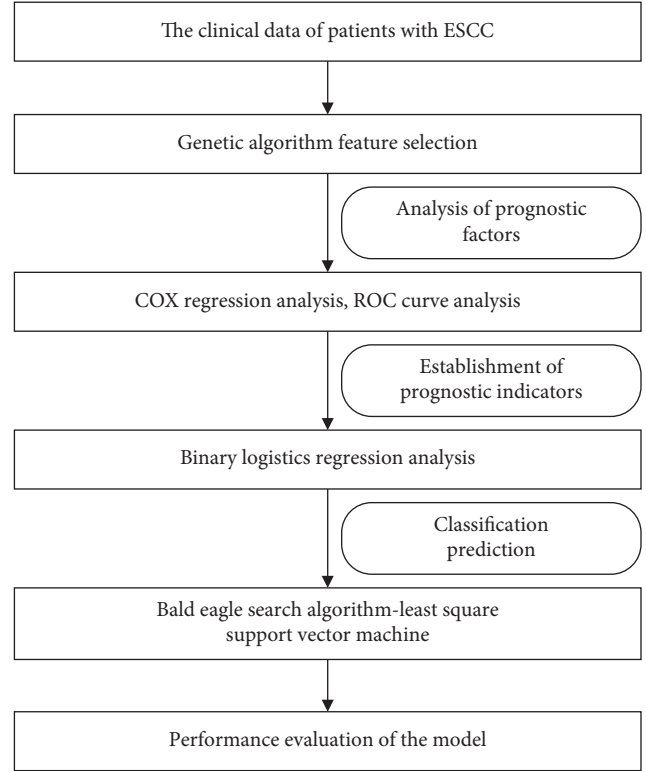 The clinical data of patients with ESCC
Genetic algorithm feature selection
Analysis of prognostic
factors
COX regression analysis, ROC curve analysis
Establishment of
prognostic indicators
Binary logistics regression analysis
Classification
prediction
Bald eagle search algorithm-least square
support vector machine
Performance evaluation of the model